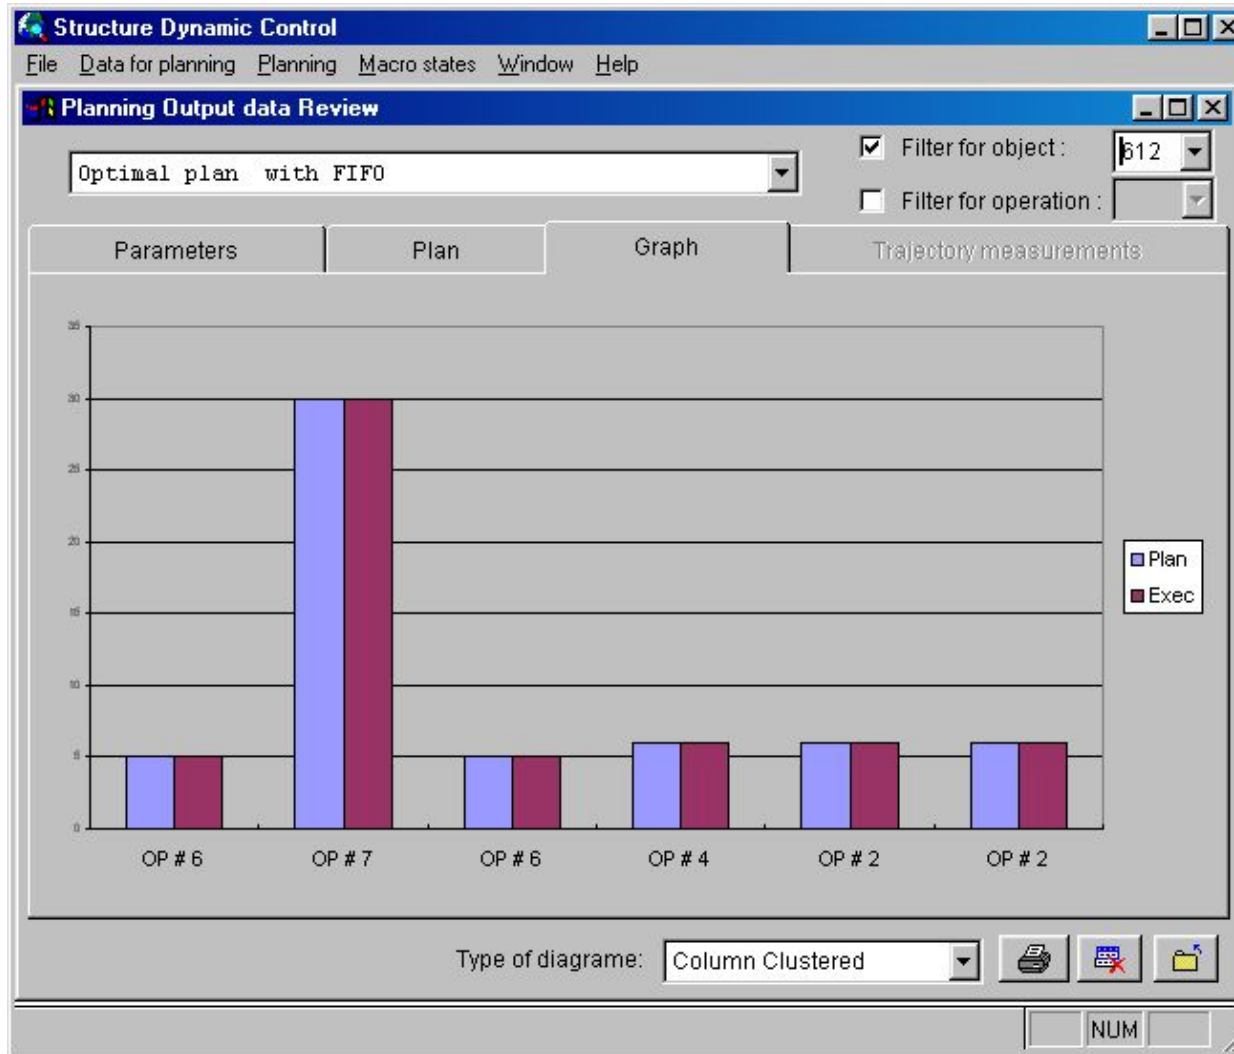 Structure Dynamic Control
File Data for planning Planning Macro states Window Help
Planning Output data Review
Optimal plan with FIFO
Filter for object : 612
Filter for operation :
Parameters Plan Graph Trajectory measurements
35
30
25
20
15
10
5
0
OP # 6 OP # 7 OP # 6 OP # 4 OP # 2 OP # 2
Plan
Exec
Type of diagrame: Column Clustered
NUM